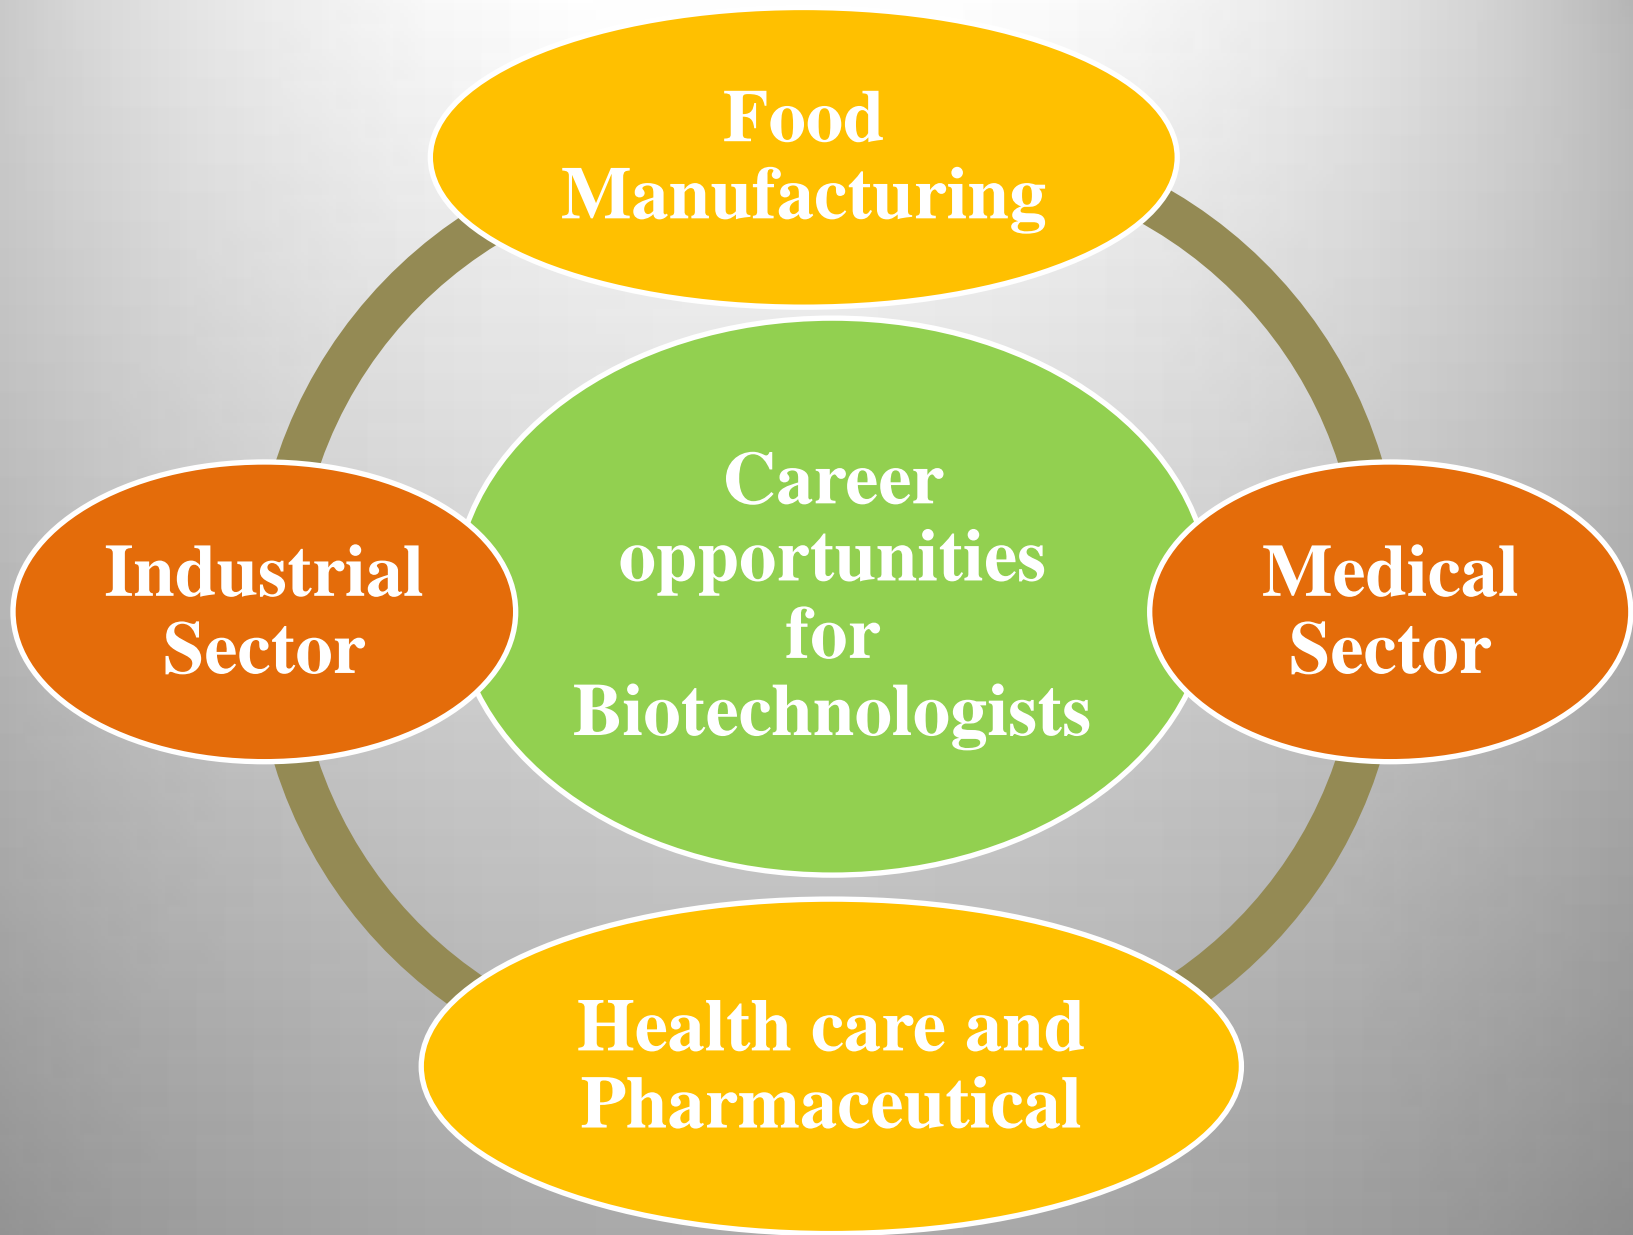 Food
Manufacturing
Career
opportunities
for
Biotechnologists
Industrial
Sector
Medical
Sector
Health care and
Pharmaceutical